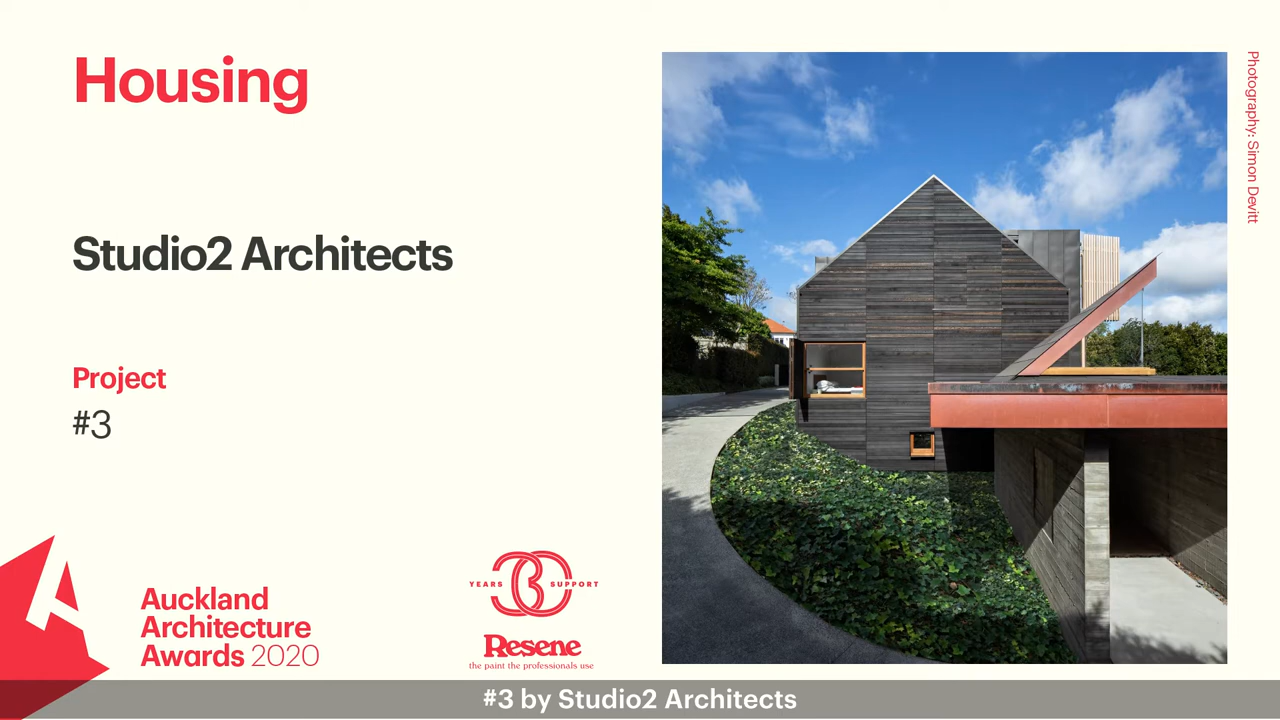 Housing
Studio2 Architects
Project
#3
Auckland
Architecture
Awards 2020
YEARS 30 SUPPORT
Resene
the paint the professionals use
Photography: Simon Devitt
#3 by Studio2 Architects